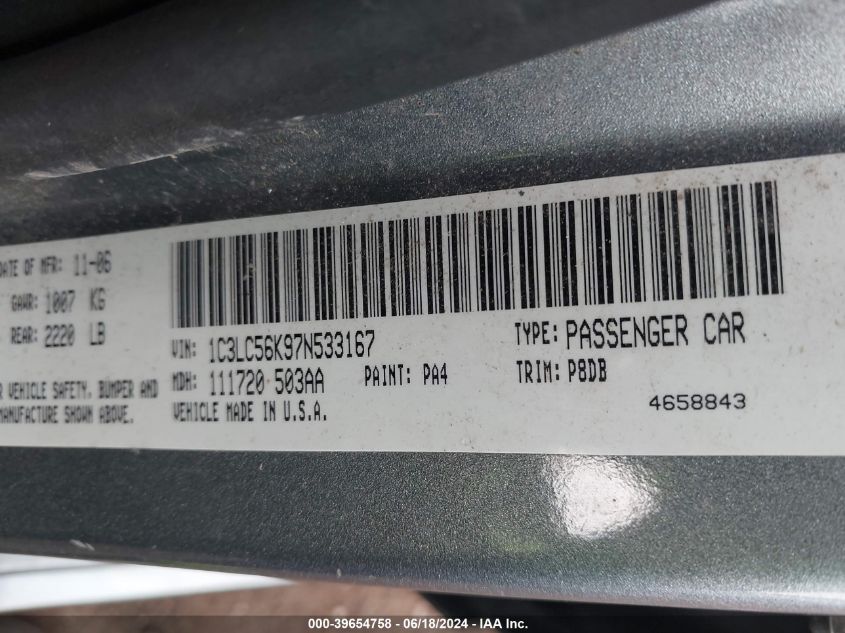 DATE OF MFR: 11-06
GAWR: 1007 KG
REAR: 2220 LB
VIN: 1C3LC56K97N533167
TYPE: PASSENGER CAR
MDH: 111720 503AA
PAINT: PA4
TRIM: P8DB
VEHICLE SAFETY, BUMPER AND
MANUFACTURE SHOWN ABOVE.
VEHICLE MADE IN U.S.A.
4658843
000-39654758 - 06/18/2024 - IAA Inc.